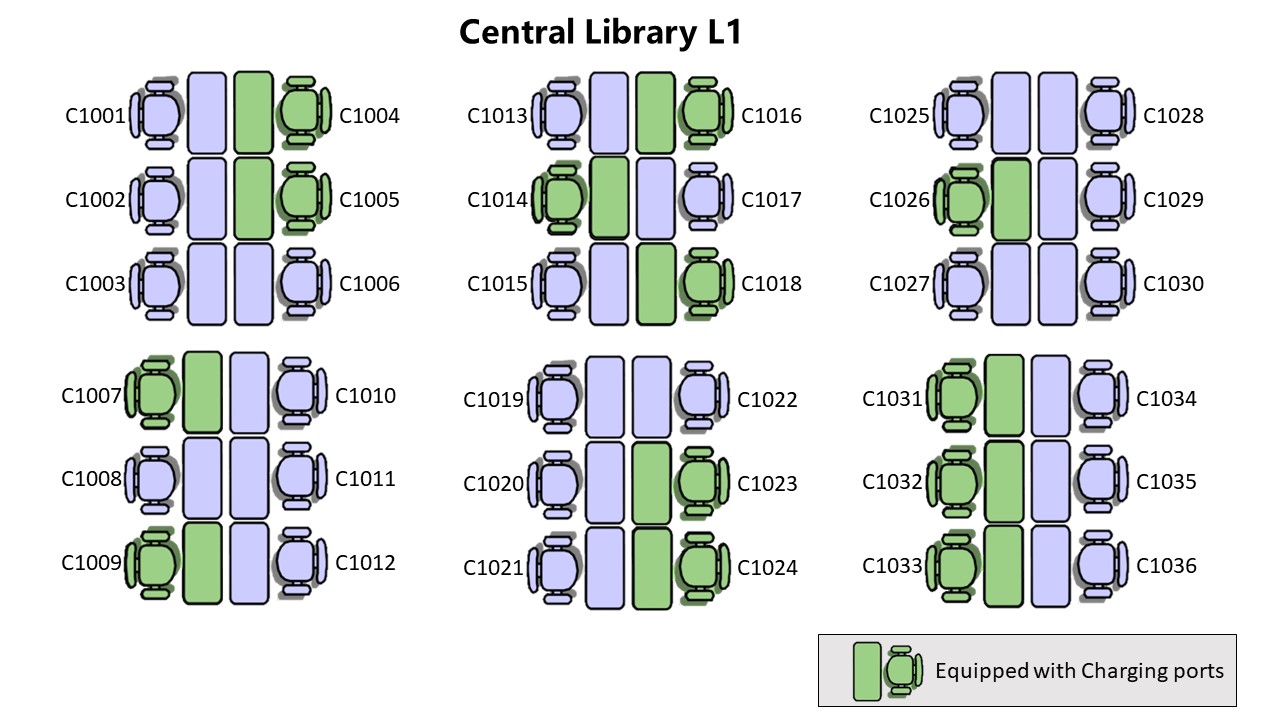 Central Library L1
C1001 C1004 C1013 C1016 C1025 C1028
C1002 C1005 C1014 C1017 C1026 C1029
C1003 C1006 C1015 C1018 C1027 C1030
C1007 C1010 C1019 C1022 C1031 C1034
C1008 C1011 C1020 C1023 C1032 C1035
C1009 C1012 C1021 C1024 C1033 C1036
Equipped with Charging ports